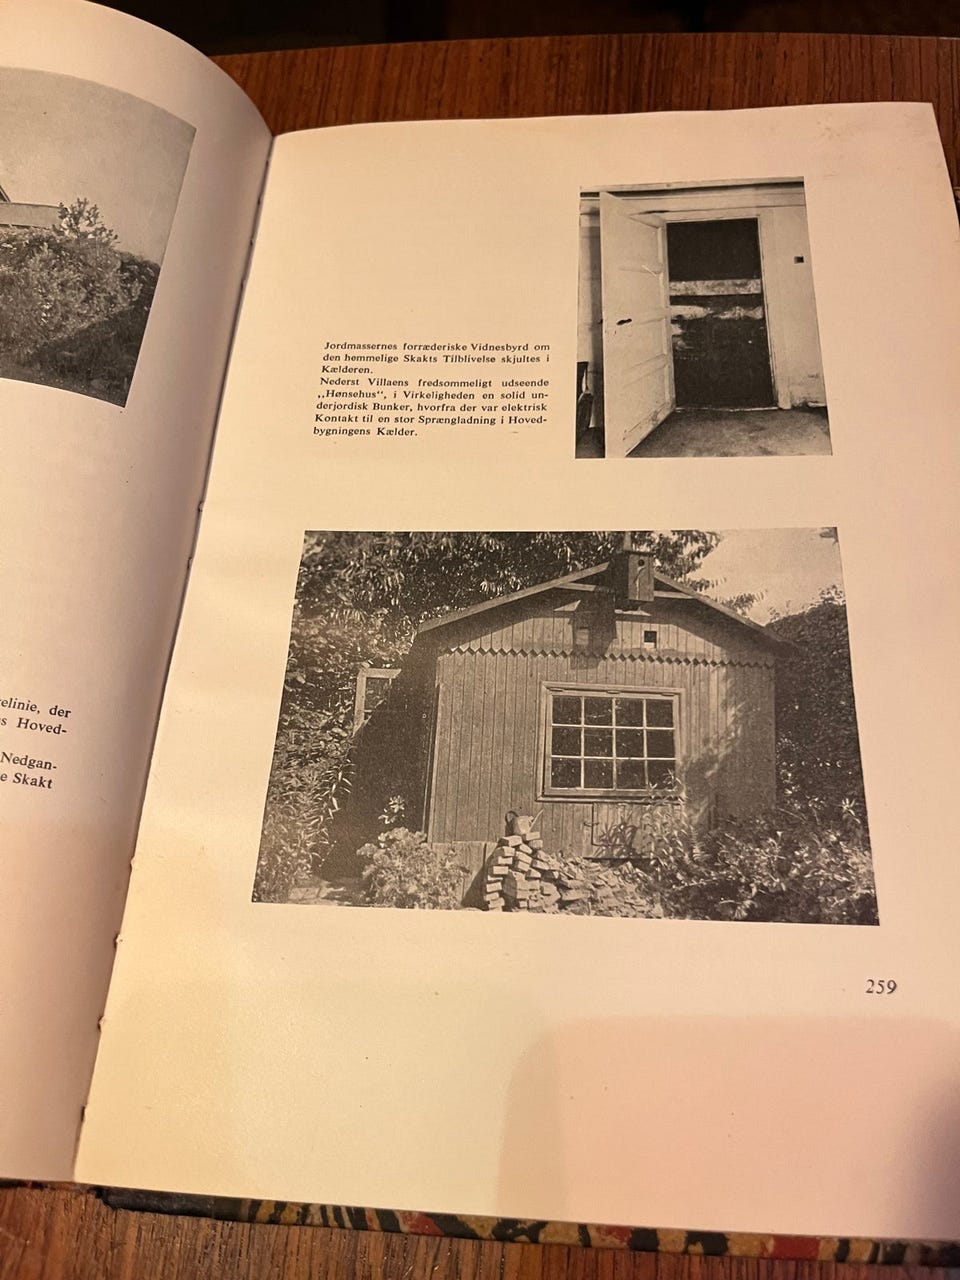 elinie, der
s Hoved-
Nedgan-
e Skakt
Jordmassernes forræderiske Vidnesbyrd om
den hemmelige Skakts Tilblivelse skjultes i
Kælderen.
Nederst Villaens fredsommeligt udseende
,,Hønsehus“, i Virkeligheden en solid un-
derjordisk Bunker, hvorfra der var elektrisk
Kontakt til en stor Sprængladning i Hoved-
bygningens Kælder.
259